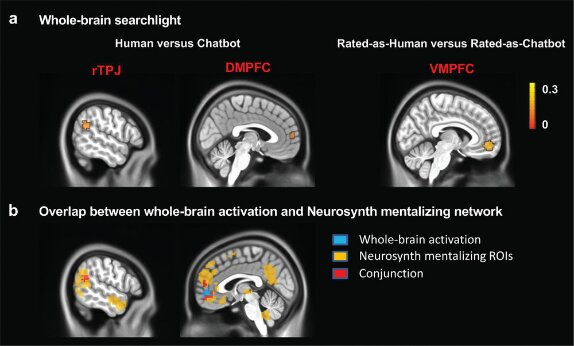 a Whole-brain searchlight
Human versus Chatbot
Rated-as-Human versus Rated-as-Chatbot
rTPJ
DMPFC
VMPFC
0.3
0
b Overlap between whole-brain activation and Neurosynth mentalizing network
Whole-brain activation
Neurosynth mentalizing ROIs
Conjunction